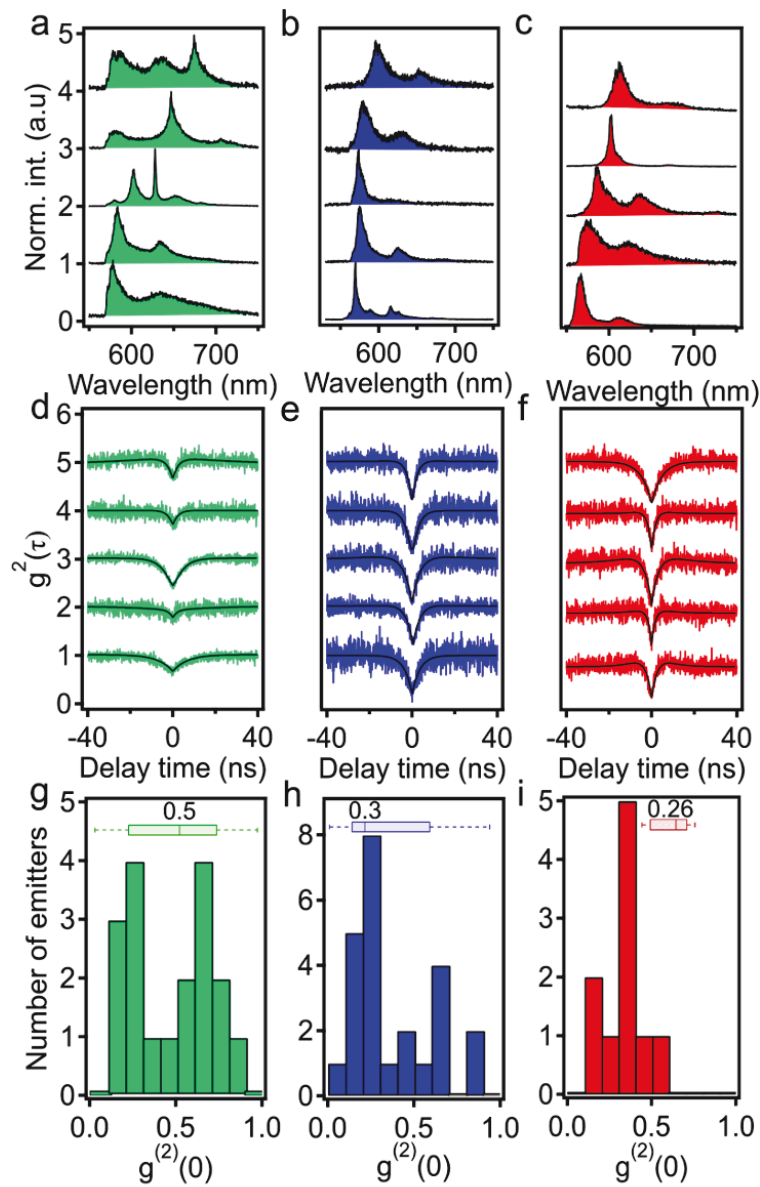 a
b
c
Norm. int. (a.u)
5
4
3
2
1
0
600 700
600 700
600 700
Wavelength (nm)
Wavelength (nm)
Wavelength (nm)
d
e
f
g²(τ)
6
5
4
3
2
1
0
-40 0 40
-40 0 40
-40 0 40
Delay time (ns)
Delay time (ns)
Delay time (ns)
g
h
i
Number of emitters
5
4
3
2
1
0
0.5
8
6
4
2
0
0.3
5
4
3
2
1
0
0.26
0.0 0.5 1.0
0.0 0.5 1.0
0.0 0.5 1.0
g⁽²⁾(0)
g⁽²⁾(0)
g⁽²⁾(0)